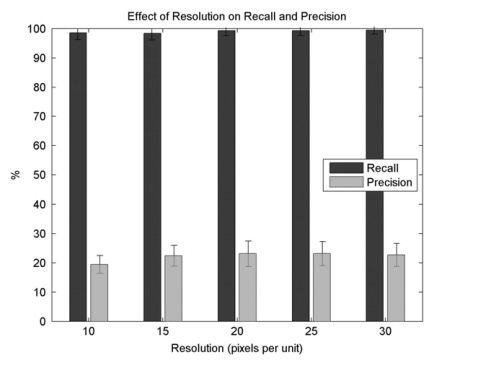 Effect of Resolution on Recall and Precision
100
90
80
70
60
50
40
30
20
10
0
%
Recall
Precision
10 15 20 25 30
Resolution (pixels per unit)